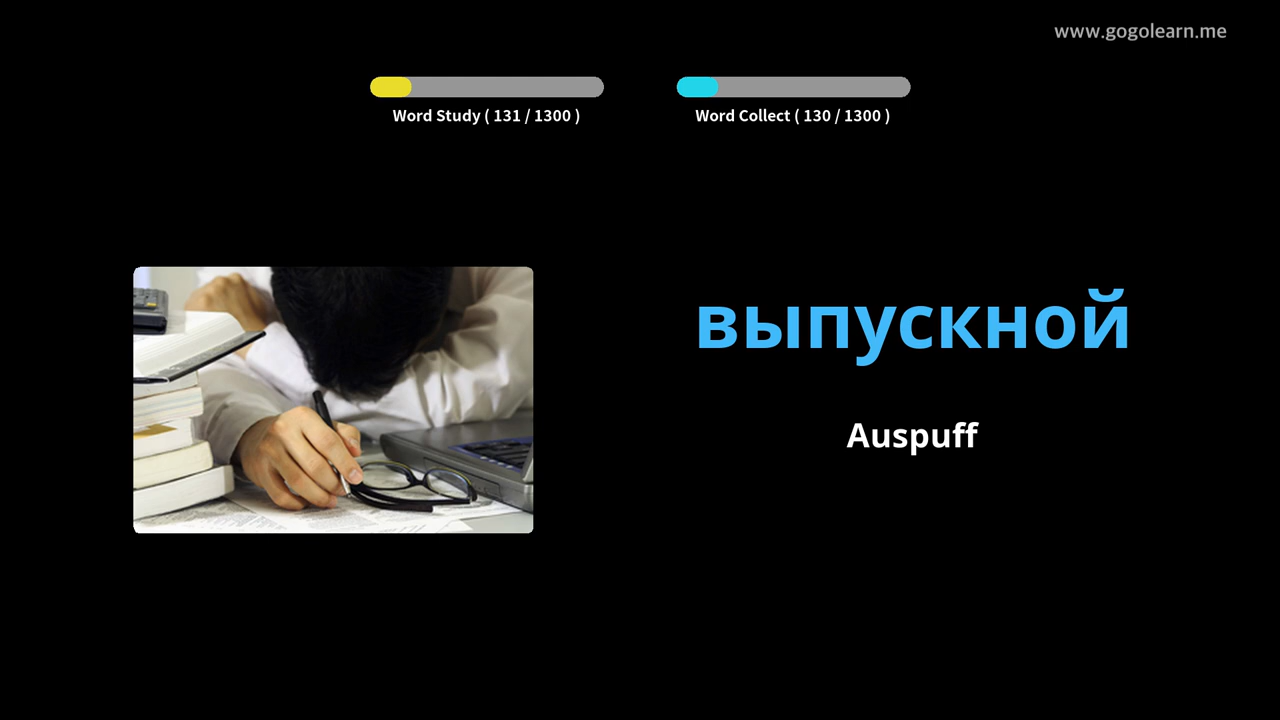 www.gogolearn.me
Word Study ( 131 / 1300 )
Word Collect ( 130 / 1300 )
выпускной
Auspuff